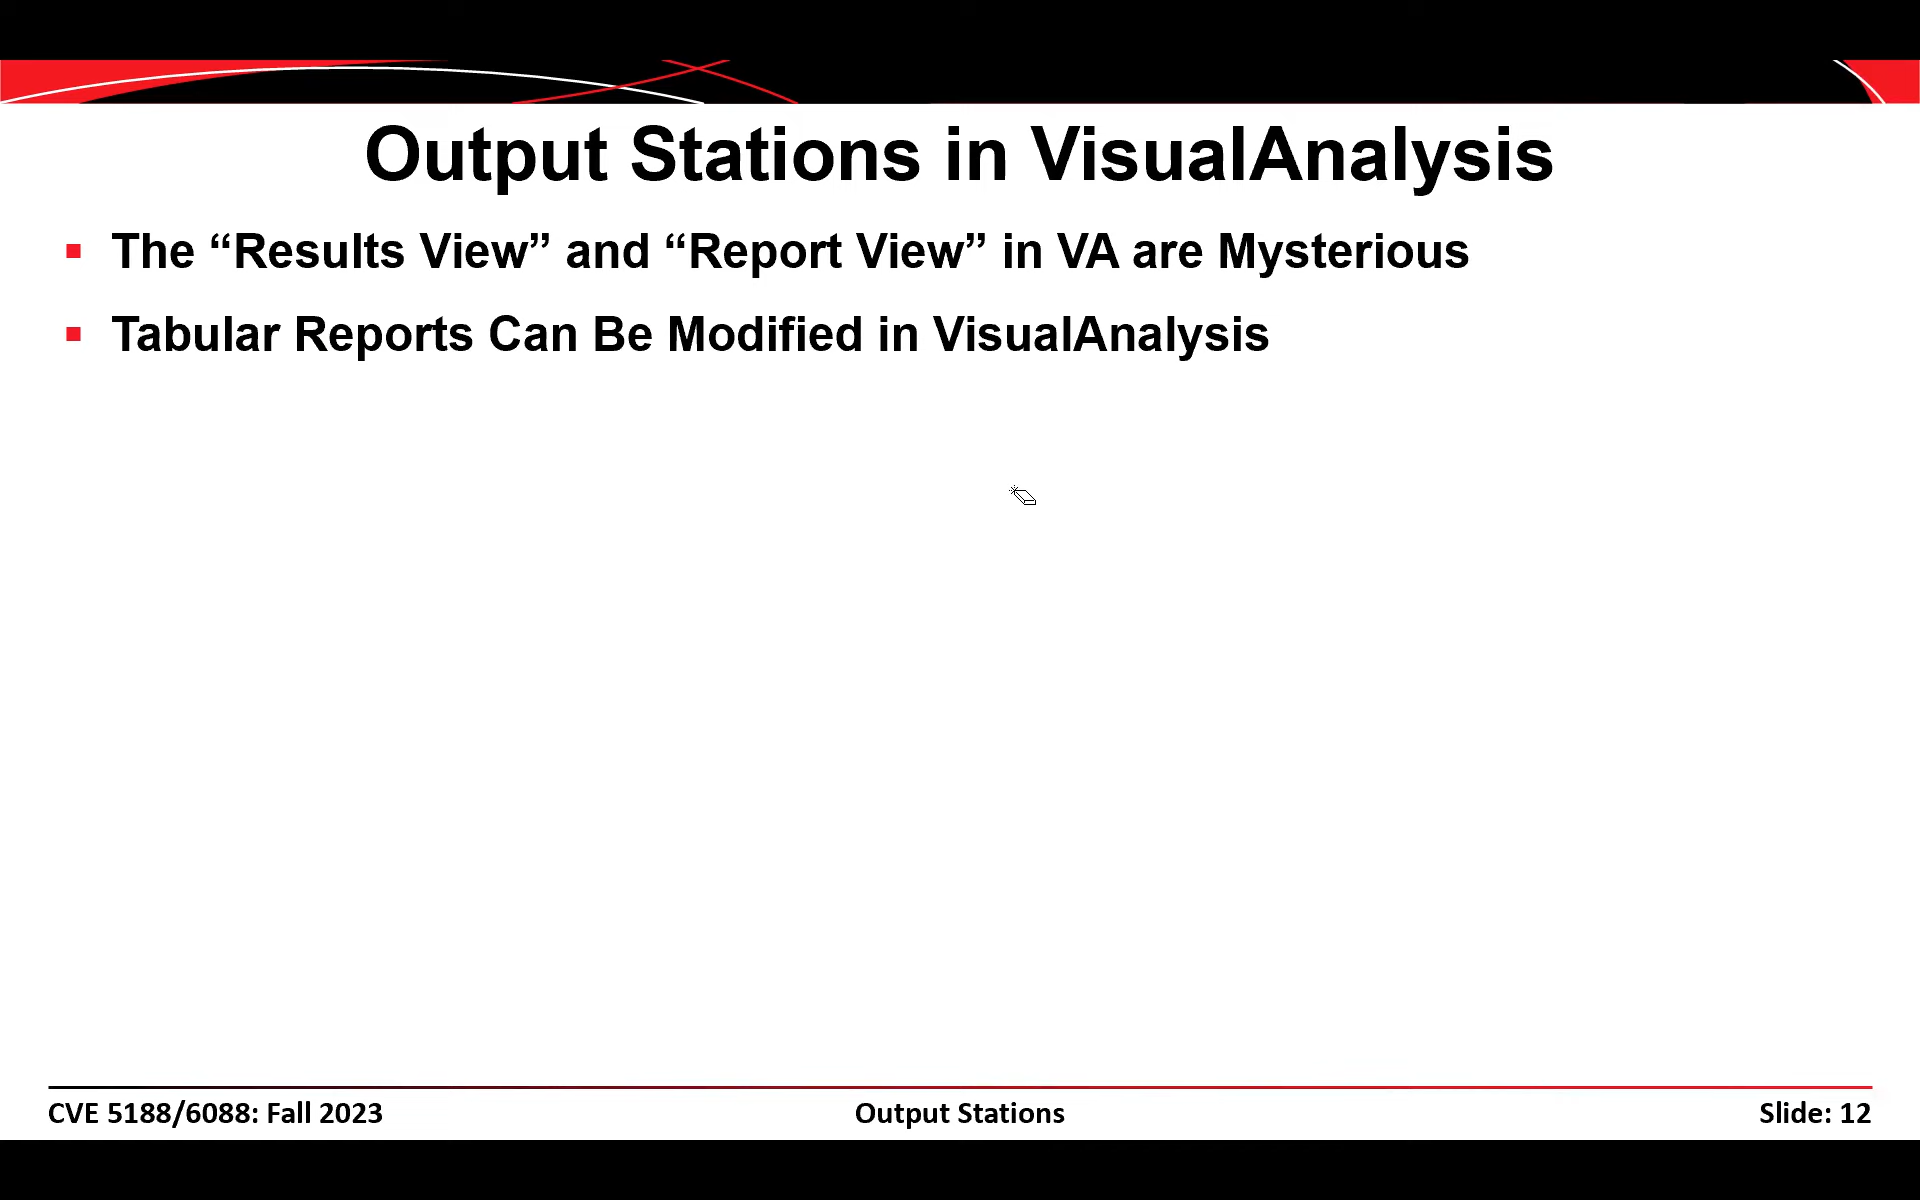 Output Stations in VisualAnalysis
The “Results View” and “Report View” in VA are Mysterious
Tabular Reports Can Be Modified in VisualAnalysis
CVE 5188/6088: Fall 2023
Output Stations
Slide: 12